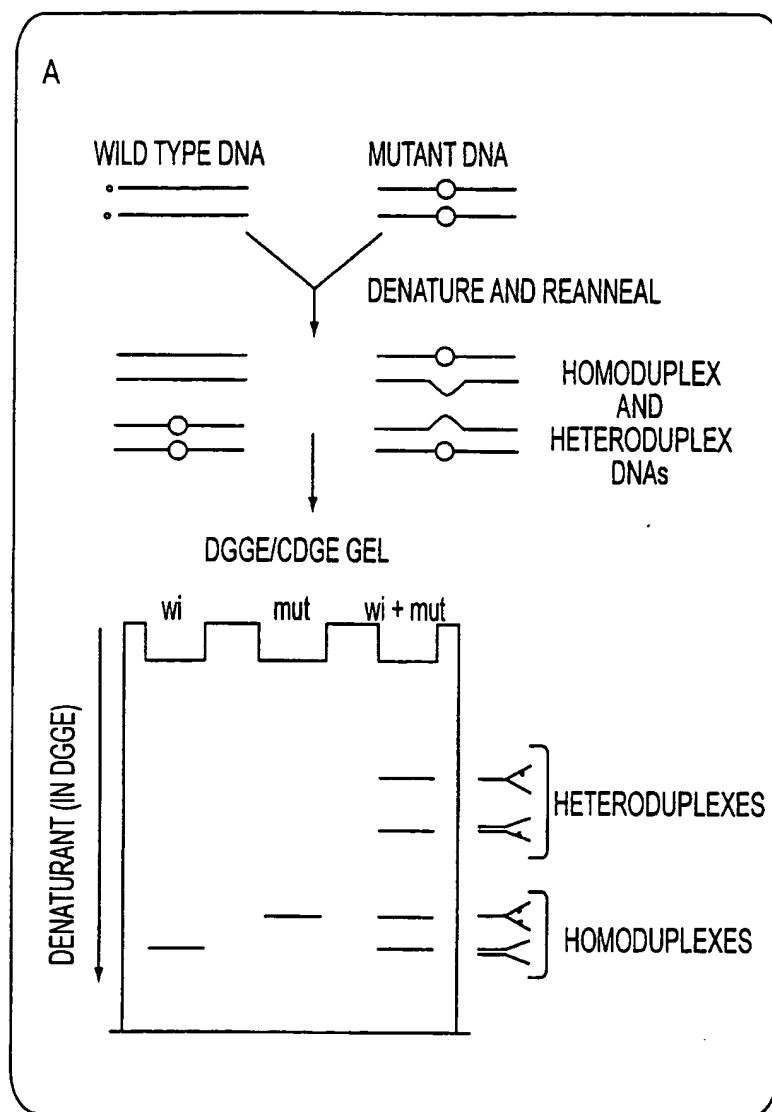 A
WILD TYPE DNA
MUTANT DNA
DENATURE AND REANNEAL
HOMODUPLEX
AND
HETERODUPLEX
DNAs
DGGE/CDGE GEL
wi
mut
wi + mut
DENATURANT (IN DGGE)
HETERODUPLEXES
HOMODUPLEXES